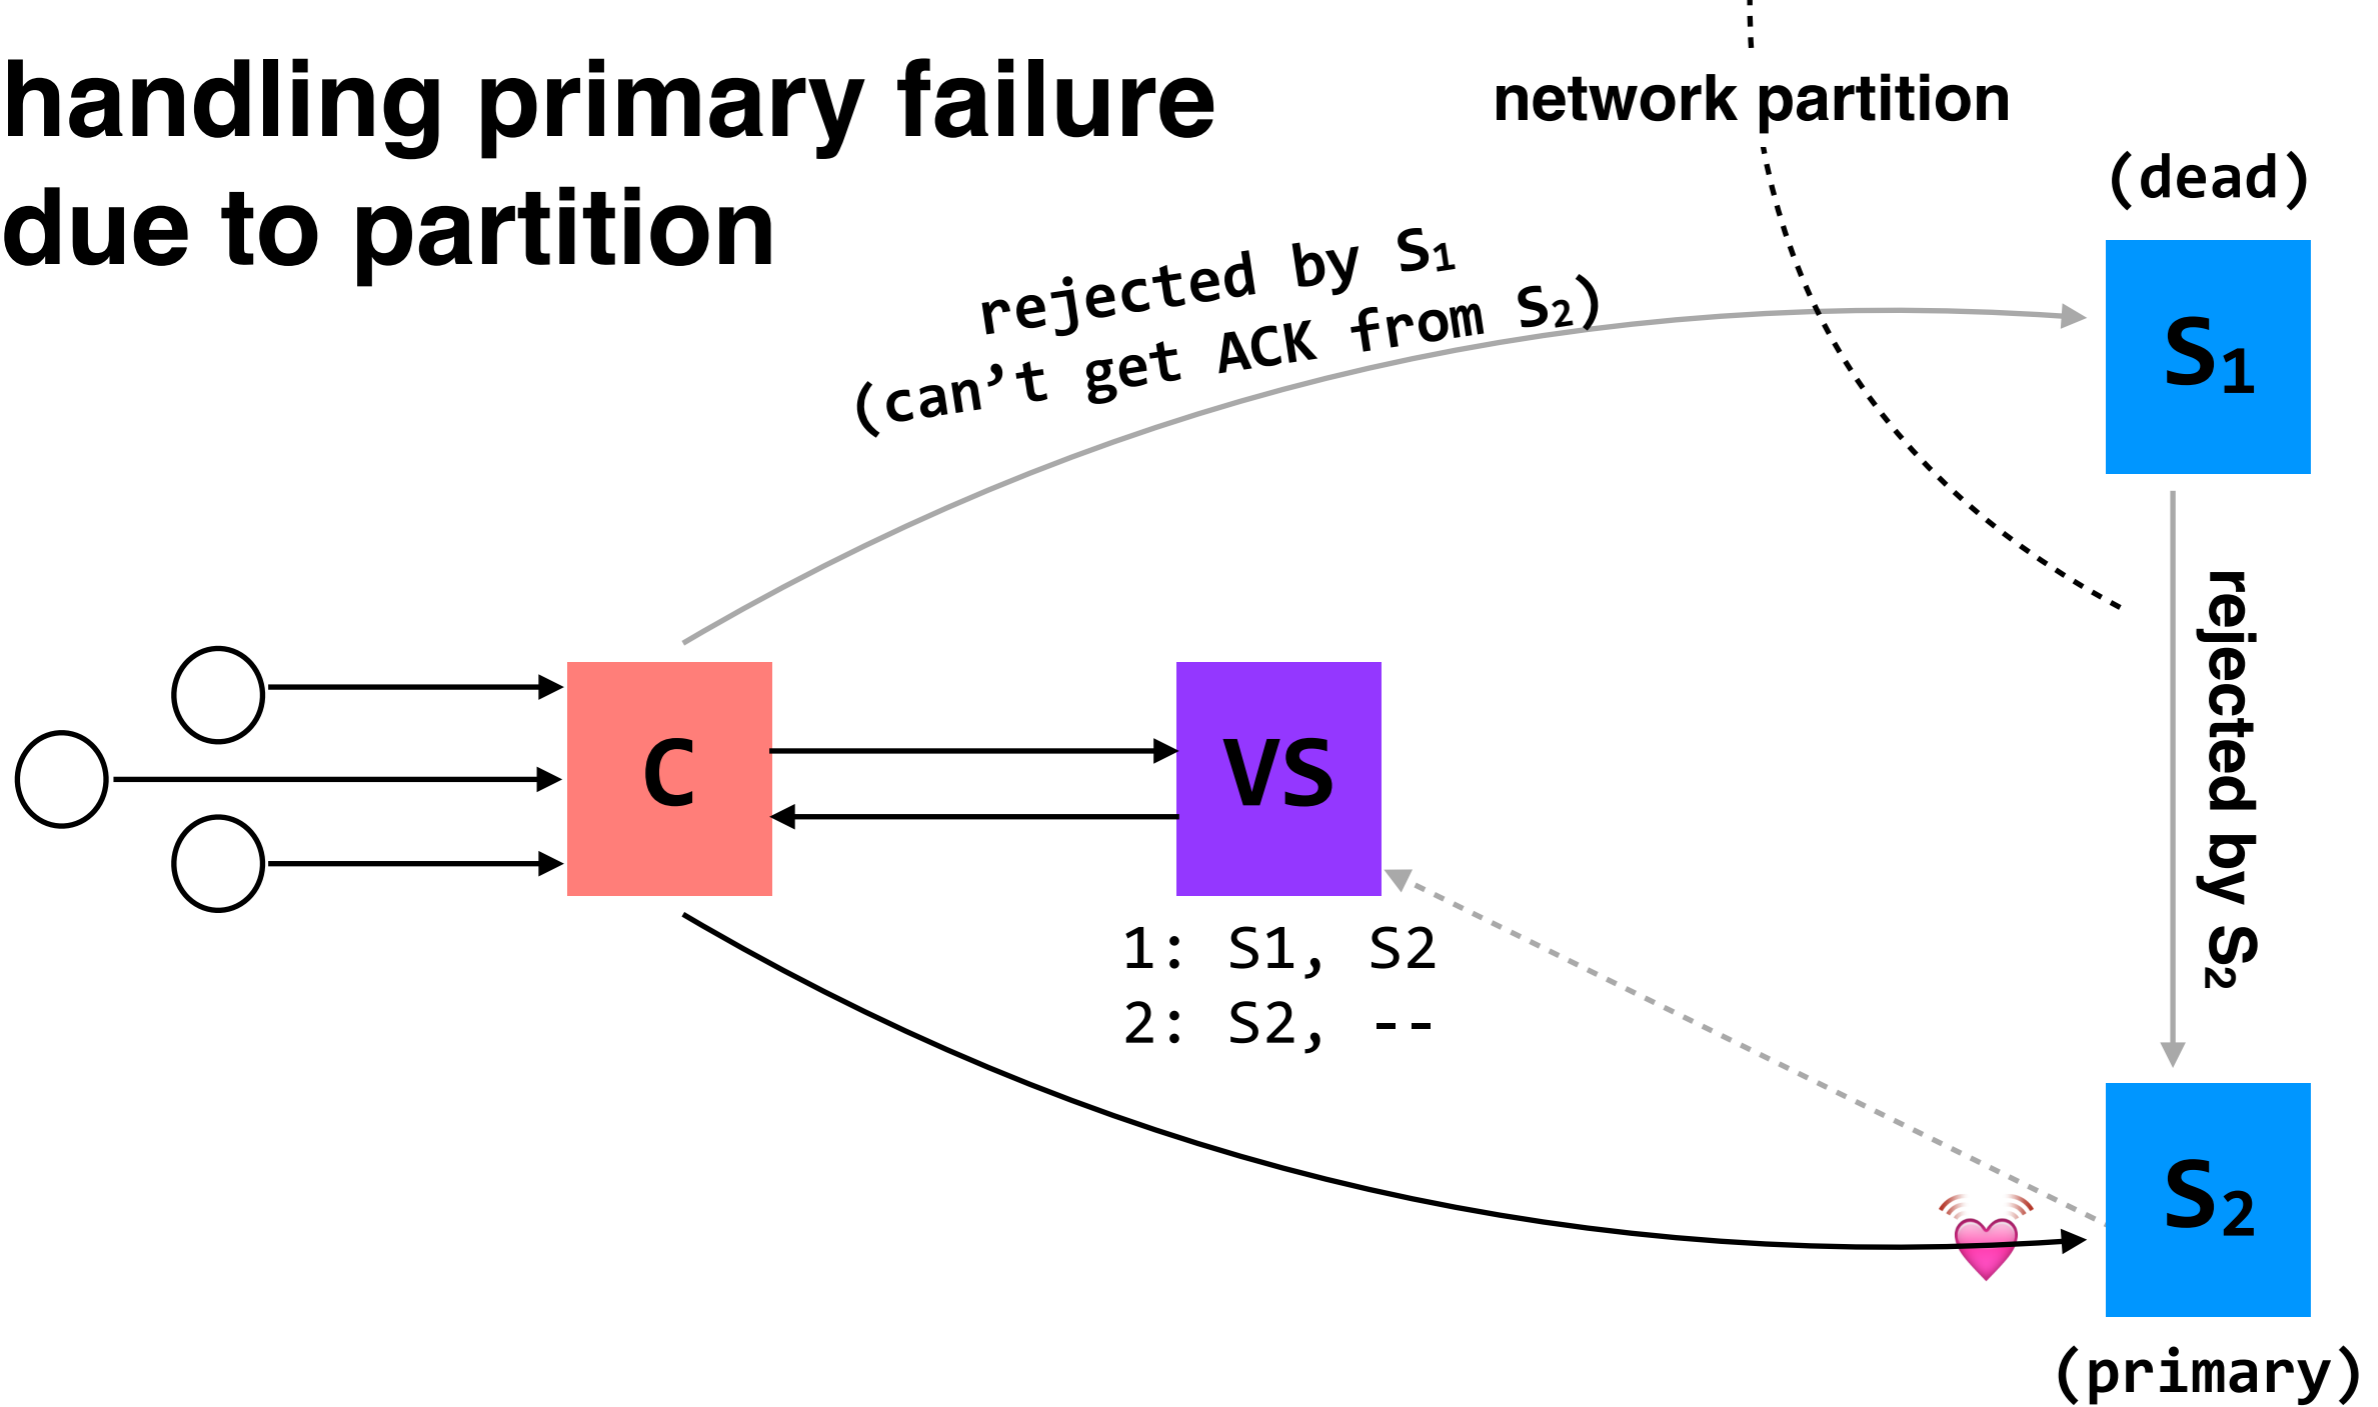 handling primary failure
due to partition
network partition
(dead)
rejected by S₁
(can’t get ACK from S₂)
S₁
rejected by S₂
C
VS
1: S1, S2
2: S2, --
S₂
(primary)